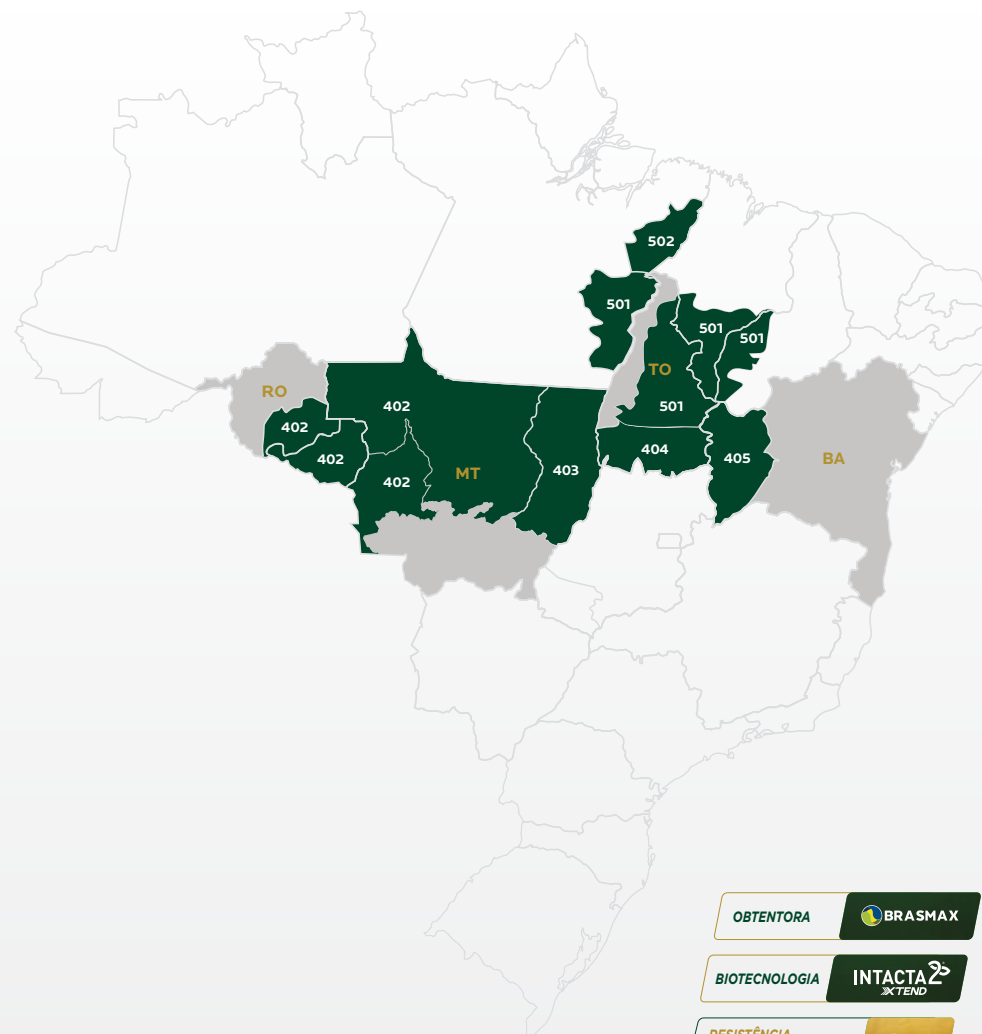 502
501
501
501
RO
TO
402
501
402
404
402
BA
405
403
MT
402
OBTENTORA
BRASMAX
BIOTECNOLOGIA
INTACTA 2
XTEND
RESISTÊNCIA